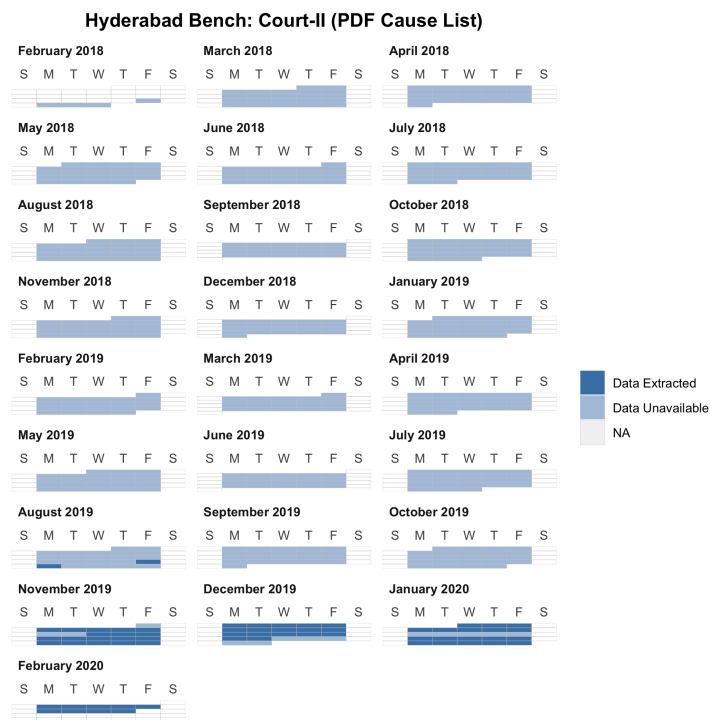 Hyderabad Bench: Court-II (PDF Cause List)
February 2018 March 2018 April 2018
S M T W T F S S M T W T F S S M T W T F S
May 2018 June 2018 July 2018
S M T W T F S S M T W T F S S M T W T F S
August 2018 September 2018 October 2018
S M T W T F S S M T W T F S S M T W T F S
November 2018 December 2018 January 2019
S M T W T F S S M T W T F S S M T W T F S
February 2019 March 2019 April 2019
S M T W T F S S M T W T F S S M T W T F S
May 2019 June 2019 July 2019
S M T W T F S S M T W T F S S M T W T F S
August 2019 September 2019 October 2019
S M T W T F S S M T W T F S S M T W T F S
November 2019 December 2019 January 2020
S M T W T F S S M T W T F S S M T W T F S
February 2020
S M T W T F S
Data Extracted
Data Unavailable
NA